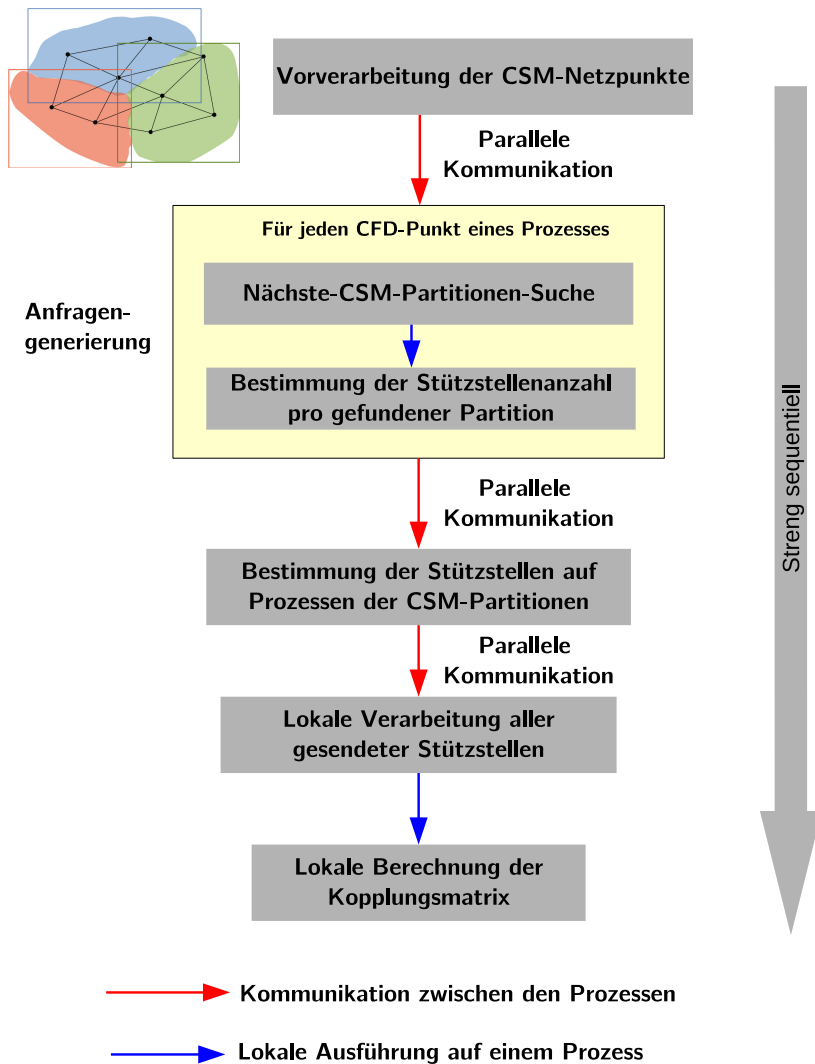 Vorverarbeitung der CSM-Netzpunkte
Parallele
Kommunikation
Für jeden CFD-Punkt eines Prozesses
Nächste-CSM-Partitionen-Suche
Anfragen-
generierung
Bestimmung der Stützstellenanzahl
pro gefundener Partition
Parallele
Kommunikation
Streng sequentiell
Bestimmung der Stützstellen auf
Prozessen der CSM-Partitionen
Parallele
Kommunikation
Lokale Verarbeitung aller
gesendeter Stützstellen
Lokale Berechnung der
Kopplungsmatrix
Kommunikation zwischen den Prozessen
Lokale Ausführung auf einem Prozess